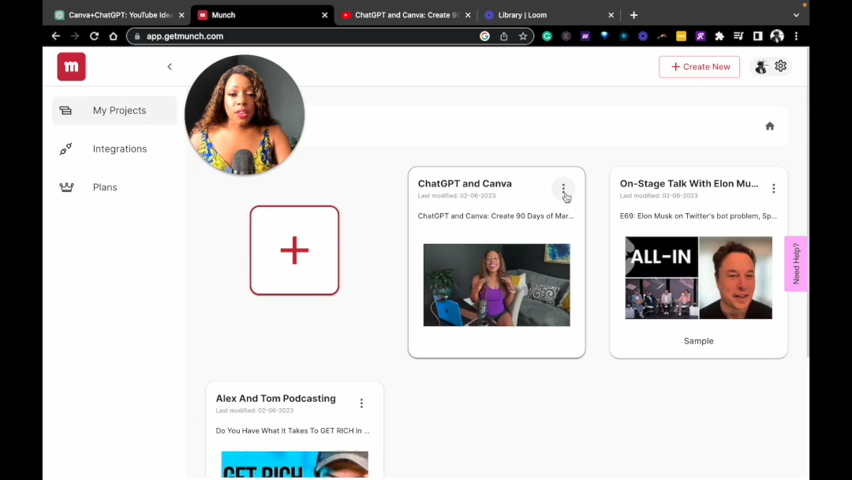 Canva+ChatGPT: YouTube Ide
Munch
ChatGPT and Canva: Create 90
Library | Loom
app.getmunch.com
m
+ Create New
My Projects
Integrations
Plans
ChatGPT and Canva
Last modified: 02-06-2023
ChatGPT and Canva: Create 90 Days of Mar...
On-Stage Talk With Elon Mu...
Last modified: 02-06-2023
E69: Elon Musk on Twitter's bot problem, Sp...
ALL-IN
Sample
Need Help?
Alex And Tom Podcasting
Last modified: 02-06-2023
Do You Have What It Takes To GET RICH In ...
GET RICH